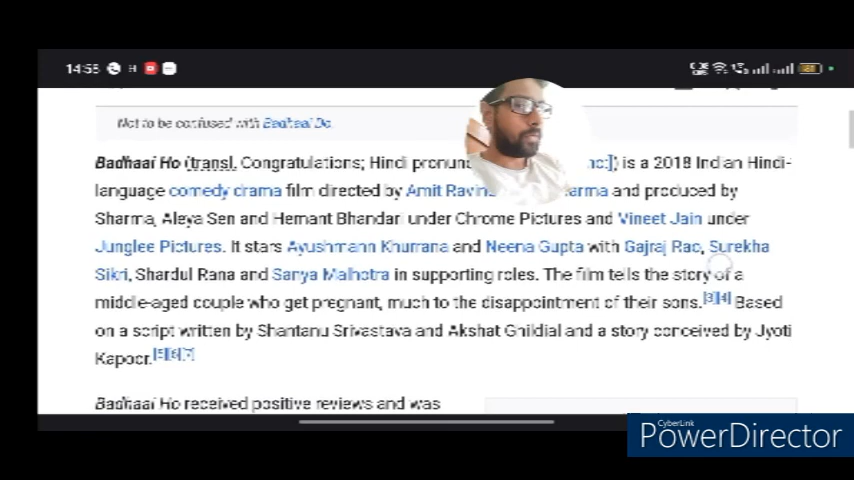 14:58
Not to be confused with Badhaai Do.
Badhaai Ho (transl. Congratulations; Hindi pronun ) is a 2018 Indian Hindi-
language comedy drama film directed by Amit Ravin arma and produced by
Sharma, Aleya Sen and Hemant Bhandari under Chrome Pictures and Vineet Jain under
Junglee Pictures. It stars Ayushmann Khurrana and Neena Gupta with Gajraj Rao, Surekha
Sikri, Shardul Rana and Sanya Malhotra in supporting roles. The film tells the story of a
middle-aged couple who get pregnant, much to the disappointment of their sons.[3][4] Based
on a script written by Shantanu Srivastava and Akshat Ghildial and a story conceived by Jyoti
Kapoor.[5][6][7]
Badhaai Ho received positive reviews and was
CyberLink
PowerDirector